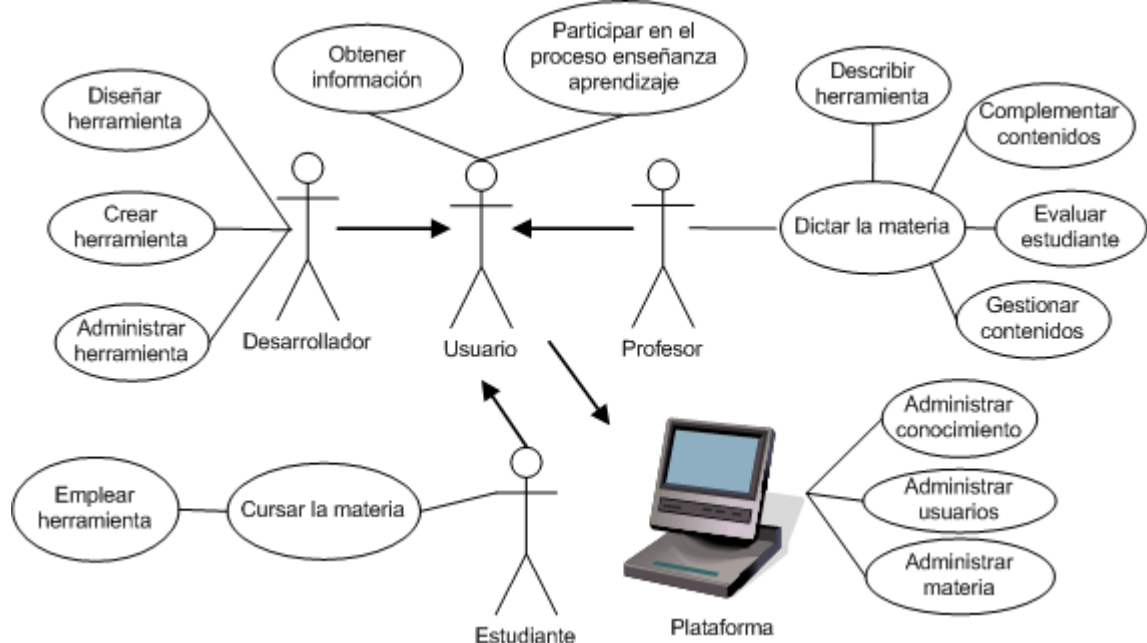 Participar en el
proceso enseñanza
aprendizaje
Obtener
información
Describir
herramienta
Diseñar
herramienta
Complementar
contenidos
Crear
herramienta
Dictar la materia
Evaluar
estudiante
Administrar
herramienta
Gestionar
contenidos
Desarrollador
Usuario
Profesor
Administrar
conocimiento
Emplear
herramienta
Cursar la materia
Administrar
usuarios
Administrar
materia
Estudiante
Plataforma